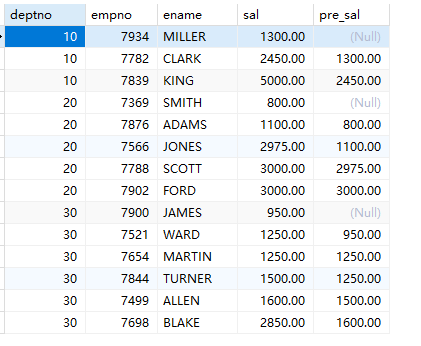 deptno empno ename sal pre_sal
10 7934 MILLER 1300.00 (Null)
10 7782 CLARK 2450.00 1300.00
10 7839 KING 5000.00 2450.00
20 7369 SMITH 800.00 (Null)
20 7876 ADAMS 1100.00 800.00
20 7566 JONES 2975.00 1100.00
20 7788 SCOTT 3000.00 2975.00
20 7902 FORD 3000.00 3000.00
30 7900 JAMES 950.00 (Null)
30 7521 WARD 1250.00 950.00
30 7654 MARTIN 1250.00 1250.00
30 7844 TURNER 1500.00 1250.00
30 7499 ALLEN 1600.00 1500.00
30 7698 BLAKE 2850.00 1600.00